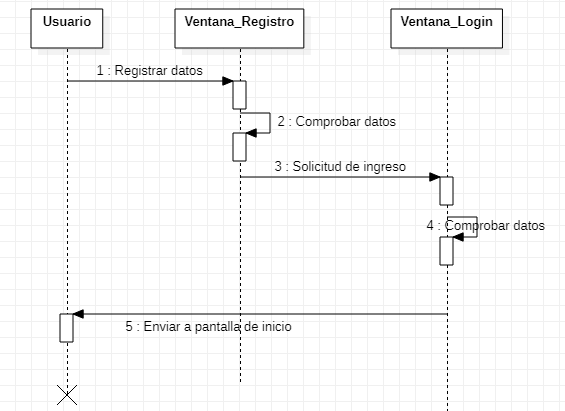 Usuario
Ventana_Registro
Ventana_Login
1 : Registrar datos
2 : Comprobar datos
3 : Solicitud de ingreso
4 : Comprobar datos
5 : Enviar a pantalla de inicio